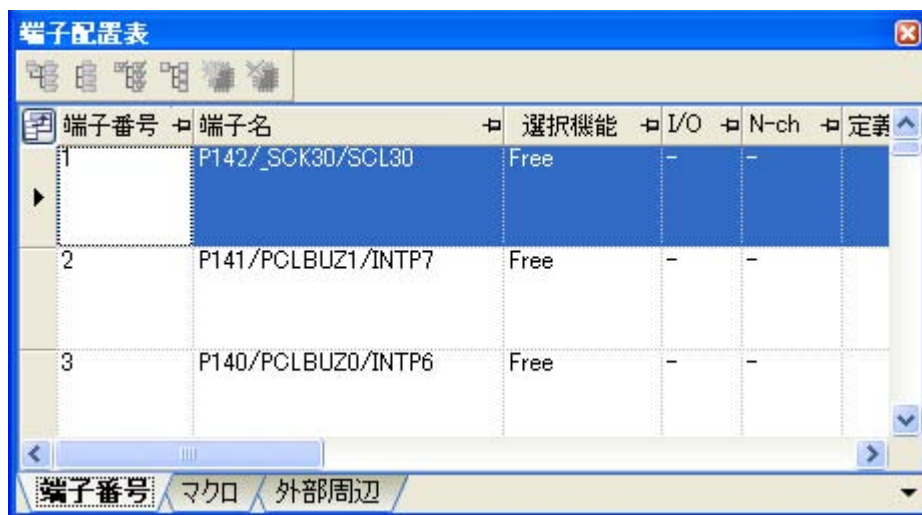 端子配置表
端子番号 端子名 選択機能 I/O N-ch 定義
1 P142/_SCK30/SCL30 Free - -
2 P141/PCLBUZ1/INTP7 Free - -
3 P140/PCLBUZ0/INTP6 Free - -
端子番号 マクロ 外部周辺